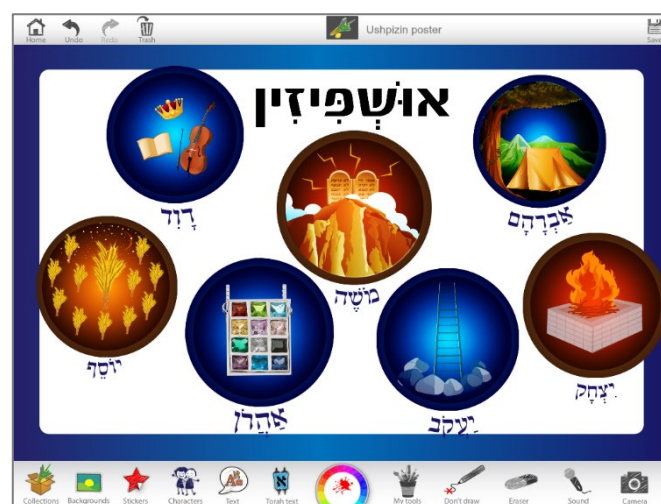 Home
Undo
Redo
Trash
Ushpizin poster
Save
אוּשְׁפִּיזִין
אַבְרָהָם
דָוִד
מֹשֶׁה
יִצְחָק
יוֹסֵף
אַהֲרֹן
יַעֲקֹב
Collections
Backgrounds
Stickers
Characters
Text
Torah text
My tools
Don't draw
Eraser
Sound
Camera